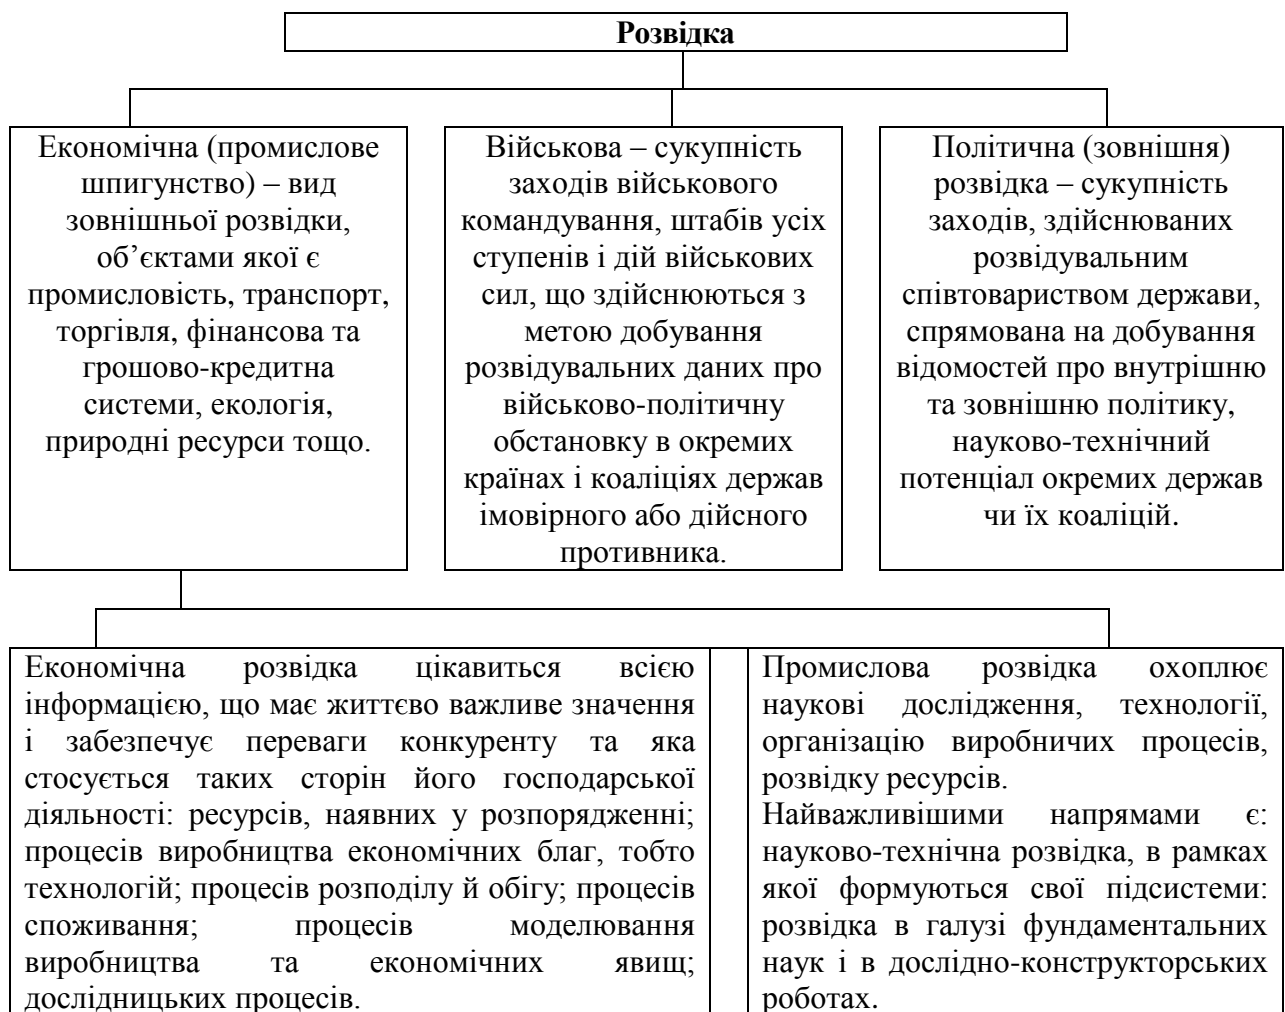 Розвідка
Економічна (промислове
шпигунство) – вид
зовнішньої розвідки,
об’єктами якої є
промисловість, транспорт,
торгівля, фінансова та
грошово-кредитна
системи, екологія,
природні ресурси тощо.
Військова – сукупність
заходів військового
командування, штабів усіх
ступенів і дій військових
сил, що здійснюються з
метою добування
розвідувальних даних про
військово-політичну
обстановку в окремих
країнах і коаліціях держав
імовірного або дійсного
противника.
Політична (зовнішня)
розвідка – сукупність
заходів, здійснюваних
розвідувальним
співтовариством держави,
спрямована на добування
відомостей про внутрішню
та зовнішню політику,
науково-технічний
потенціал окремих держав
чи їх коаліцій.
Економічна розвідка цікавиться всією
інформацією, що має життєво важливе значення
і забезпечує переваги конкуренту та яка
стосується таких сторін його господарської
діяльності: ресурсів, наявних у розпорядженні;
процесів виробництва економічних благ, тобто
технологій; процесів розподілу й обігу; процесів
споживання; процесів моделювання
виробництва та економічних явищ;
дослідницьких процесів.
Промислова розвідка охоплює
наукові дослідження, технології,
організацію виробничих процесів,
розвідку ресурсів.
Найважливішими напрямами є:
науково-технічна розвідка, в рамках
якої формуються свої підсистеми:
розвідка в галузі фундаментальних
наук і в дослідно-конструкторських
роботах.